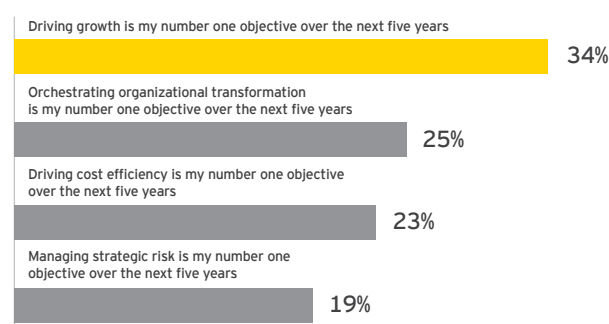 Driving growth is my number one objective over the next five years
34%
Orchestrating organizational transformation
is my number one objective over the next five years
25%
Driving cost efficiency is my number one objective
over the next five years
23%
Managing strategic risk is my number one
objective over the next five years
19%